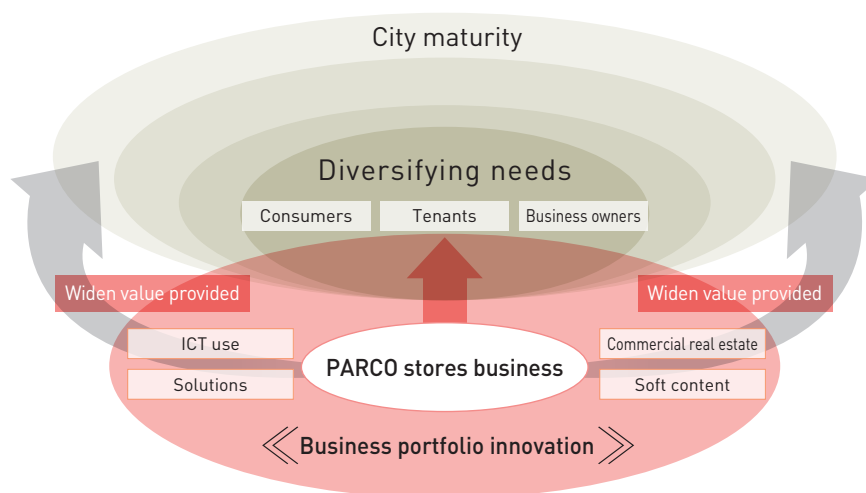 City maturity
Diversifying needs
Consumers
Tenants
Business owners
Widen value provided
Widen value provided
ICT use
Commercial real estate
PARCO stores business
Solutions
Soft content
Business portfolio innovation